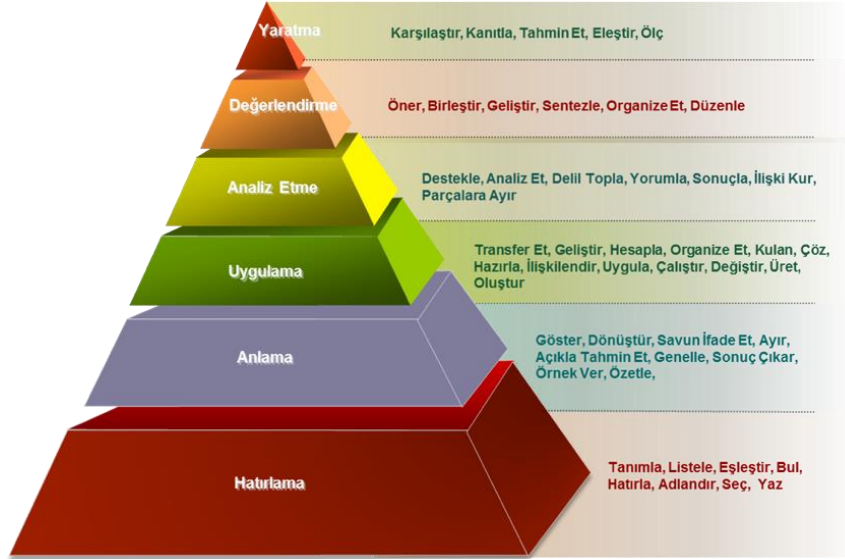 Yaratma
Karşılaştır, Kanıtla, Tahmin Et, Eleştir, Ölç
Değerlendirme
Öner, Birleştir, Geliştir, Sentezle, Organize Et, Düzenle
Analiz Etme
Destekle, Analiz Et, Delil Topla, Yorumla, Sonuçla, İlişki Kur,
Parçalara Ayır
Uygulama
Transfer Et, Geliştir, Hesapla, Organize Et, Kulan, Çöz,
Hazırla, İlişkilendir, Uygula, Çalıştır, Değiştir, Üret,
Oluştur
Anlama
Göster, Dönüştür, Savun İfade Et, Ayır,
Açıkla Tahmin Et, Genelle, Sonuç Çıkar,
Örnek Ver, Özetle,
Hatırlama
Tanımla, Listele, Eşleştir, Bul,
Hatırla, Adlandır, Seç, Yaz